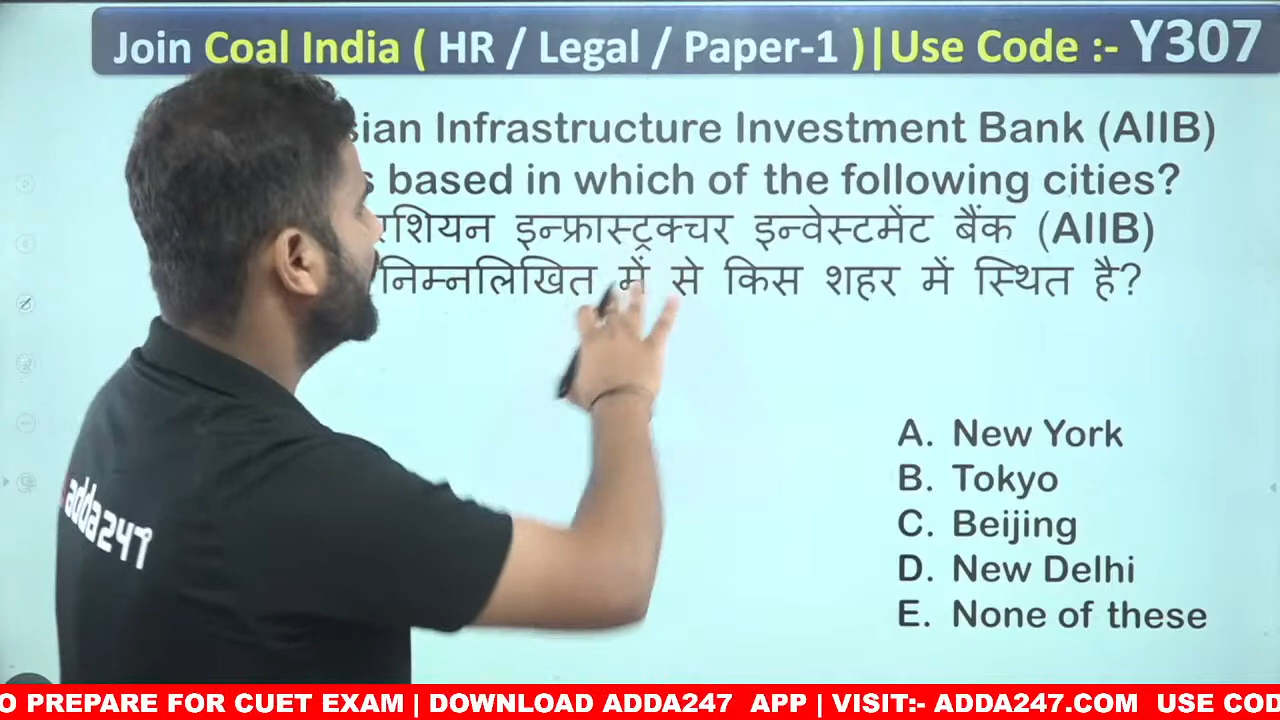 Join Coal India ( HR / Legal / Paper-1 )|Use Code :- Y307
sian Infrastructure Investment Bank (AIIB)
s based in which of the following cities?
एशियन इन्फ्रास्ट्रक्चर इन्वेस्टमेंट बैंक (AIIB)
निम्नलिखित में से किस शहर में स्थित है?
A. New York
B. Tokyo
C. Beijing
D. New Delhi
E. None of these
adda247
O PREPARE FOR CUET EXAM | DOWNLOAD ADDA247 APP | VISIT:- ADDA247.COM USE COD